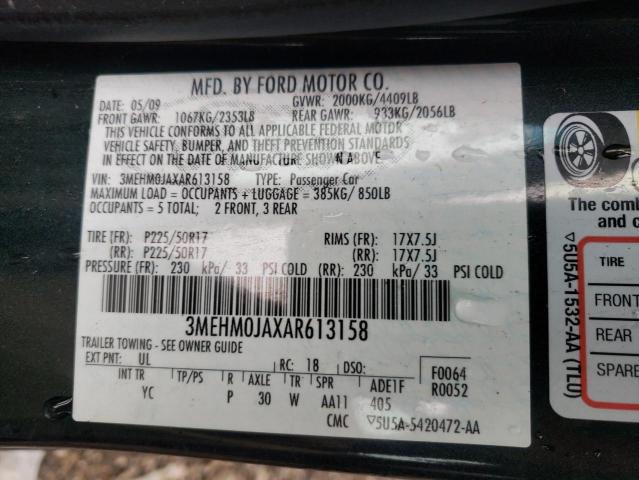 MFD. BY FORD MOTOR CO.
DATE: 05/09 GVWR: 2000KG/4409LB
FRONT GAWR: 1067KG/2353LB REAR GAWR: 933KG/2056LB
THIS VEHICLE CONFORMS TO ALL APPLICABLE FEDERAL MOTOR
VEHICLE SAFETY, BUMPER, AND THEFT PREVENTION STANDARDS
IN EFFECT ON THE DATE OF MANUFACTURE SHOWN ABOVE
VIN: 3MEHM0JAXAR613158 TYPE: Passenger Car
MAXIMUM LOAD = OCCUPANTS + LUGGAGE = 385KG/ 850LB
OCCUPANTS = 5 TOTAL; 2 FRONT, 3 REAR
TIRE (FR): P225/50R17 RIMS (FR): 17X7.5J
(RR): P225/50R17 (RR): 17X7.5J
PRESSURE (FR): 230 kPa/ 33 PSI COLD (RR): 230 kPa/ 33 PSI COLD
3MEHM0JAXAR613158
TRAILER TOWING - SEE OWNER GUIDE
EXT PNT: UL RC: 18 DSO: F0064
R0052
INT TR TP/PS R AXLE TR SPR ADE1F
YC P 30 W AA11 405
CMC ▽5U5A-5420472-AA
The comb
and
▽5U5A-1532-AA (TLU)
TIRE
FRONT
REAR
SPARE